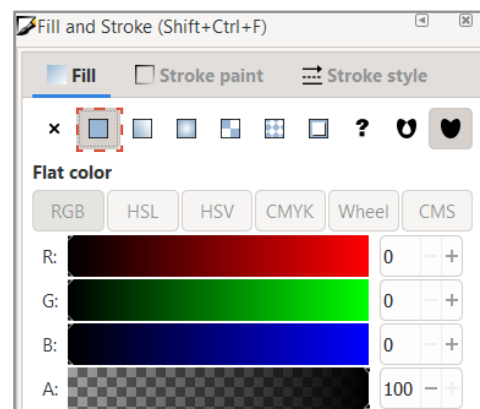 Fill and Stroke (Shift+Ctrl+F)
Fill Stroke paint Stroke style
× ?
Flat color
RGB HSL HSV CMYK Wheel CMS
R: 0 − +
G: 0 − +
B: 0 − +
A: 100 − +